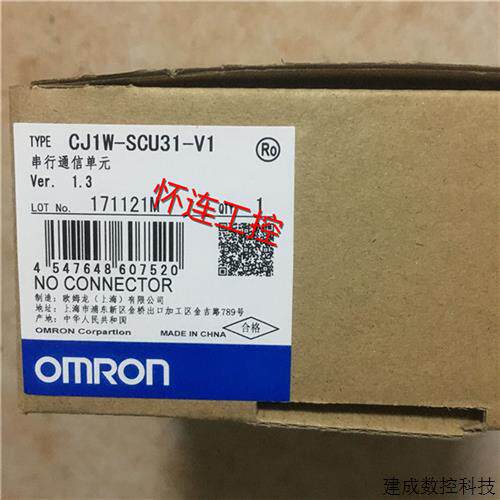 TYPE CJ1W-SCU31-V1
Ro
串行通信单元
Ver. 1.3
LOT No. 171121M QTY. 1
怀连工控
4 547648 607520
NO CONNECTOR
制造: 欧姆龙(上海)有限公司
地址: 上海市浦东新区金桥出口加工区金吉路789号
产地: 中华人民共和国
OMRON Corpartion MADE IN CHNA
合格
OMRON
建成数控科技